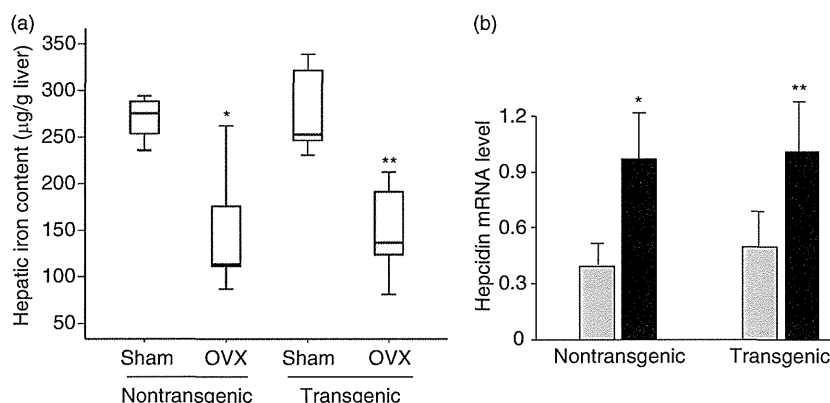 (a)
Hepatic iron content (µg/g liver)
350
300
250
200
150
100
50
*
**
Sham OVX Sham OVX
Nontransgenic Transgenic
(b)
Hepcidin mRNA level
1.2
0.9
0.6
0.3
0
*
**
Nontransgenic Transgenic